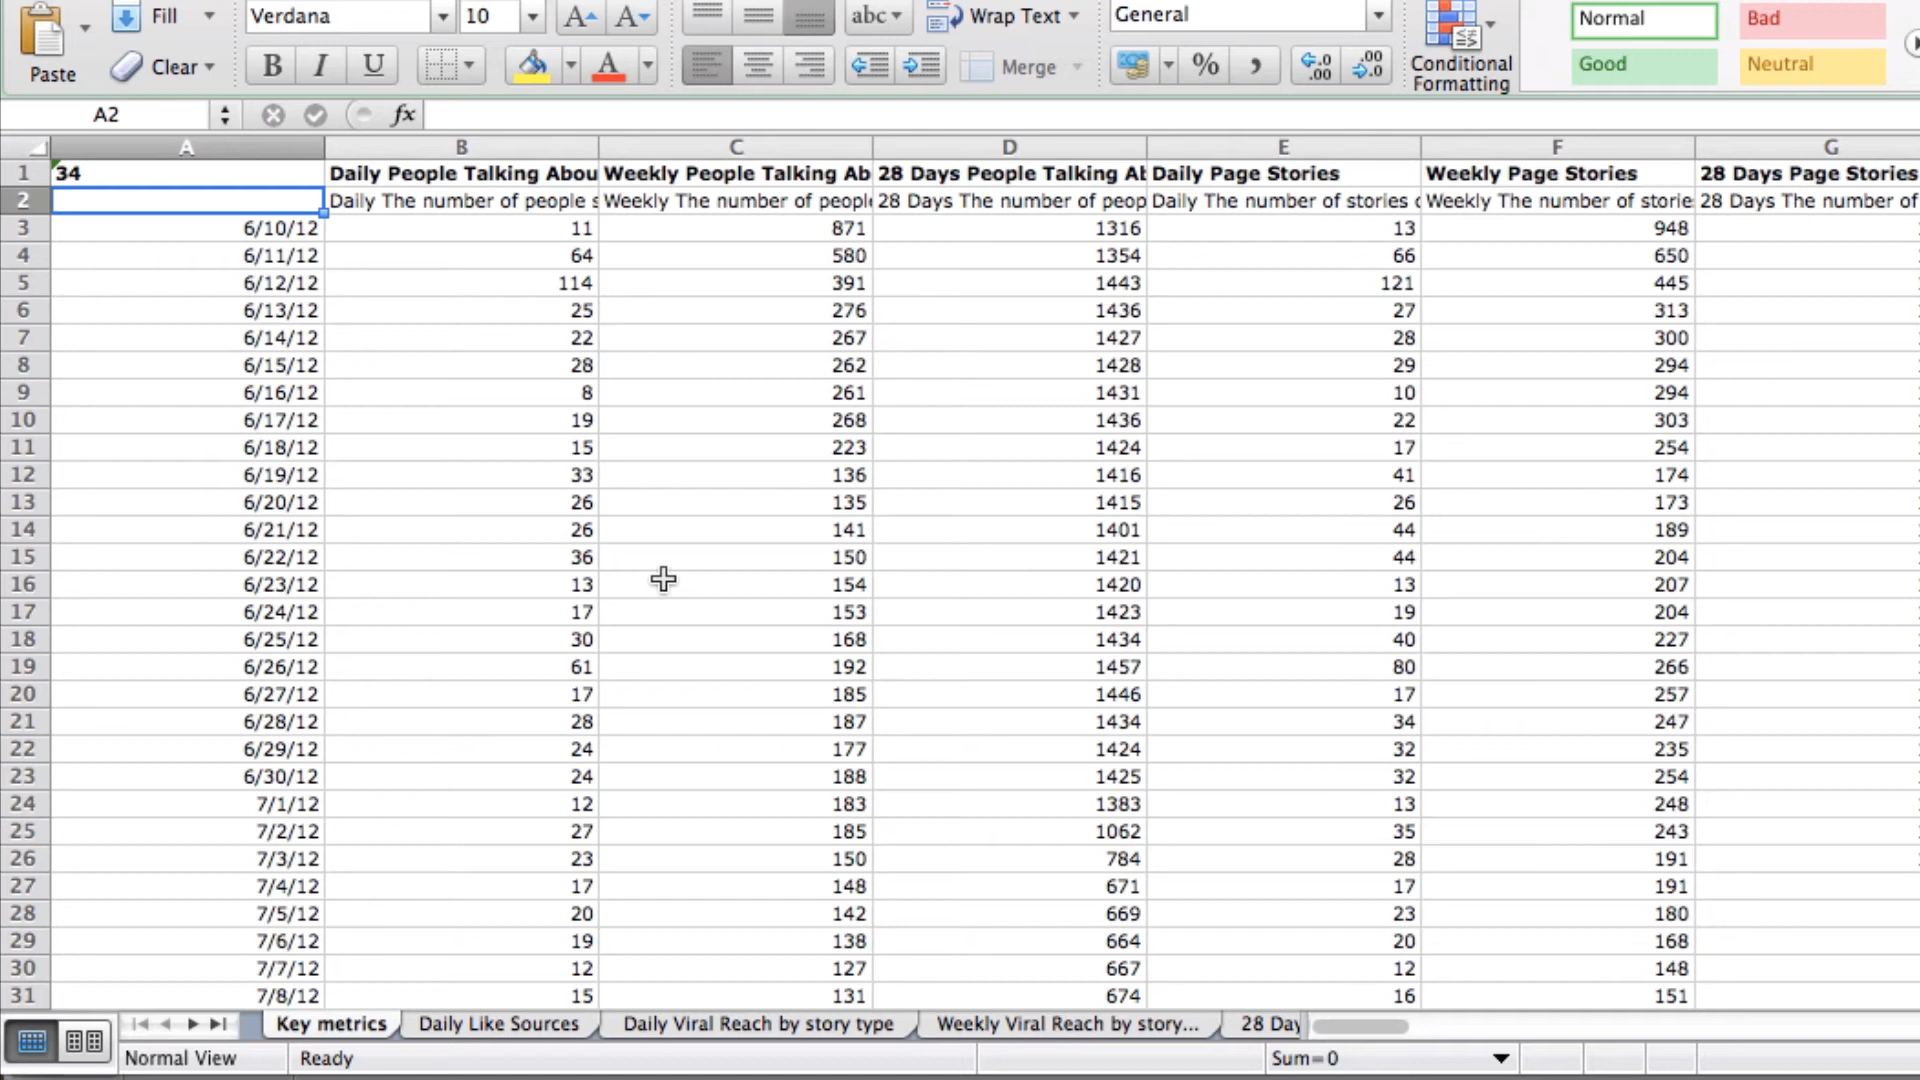 Fill Verdana 10 A A abc Wrap Text General Normal Bad
Paste Clear B I U A Merge % , .0 .00 .00 .0 Conditional Formatting Good Neutral
A2 fx
A B C D E F G
1 34 Daily People Talking Abou Weekly People Talking Ab 28 Days People Talking Al Daily Page Stories Weekly Page Stories 28 Days Page Stories
2 Daily The number of people s Weekly The number of people 28 Days The number of peop Daily The number of stories Weekly The number of storie 28 Days The number of
3 6/10/12 11 871 1316 13 948
4 6/11/12 64 580 1354 66 650
5 6/12/12 114 391 1443 121 445
6 6/13/12 25 276 1436 27 313
7 6/14/12 22 267 1427 28 300
8 6/15/12 28 262 1428 29 294
9 6/16/12 8 261 1431 10 294
10 6/17/12 19 268 1436 22 303
11 6/18/12 15 223 1424 17 254
12 6/19/12 33 136 1416 41 174
13 6/20/12 26 135 1415 26 173
14 6/21/12 26 141 1401 44 189
15 6/22/12 36 150 1421 44 204
16 6/23/12 13 154 1420 13 207
17 6/24/12 17 153 1423 19 204
18 6/25/12 30 168 1434 40 227
19 6/26/12 61 192 1457 80 266
20 6/27/12 17 185 1446 17 257
21 6/28/12 28 187 1434 34 247
22 6/29/12 24 177 1424 32 235
23 6/30/12 24 188 1425 32 254
24 7/1/12 12 183 1383 13 248
25 7/2/12 27 185 1062 35 243
26 7/3/12 23 150 784 28 191
27 7/4/12 17 148 671 17 191
28 7/5/12 20 142 669 23 180
29 7/6/12 19 138 664 20 168
30 7/7/12 12 127 667 12 148
31 7/8/12 15 131 674 16 151
Key metrics Daily Like Sources Daily Viral Reach by story type Weekly Viral Reach by story... 28 Day
Normal View Ready Sum=0